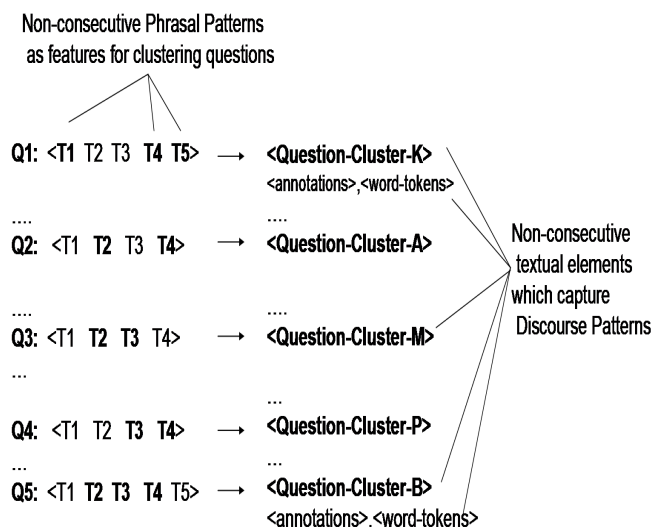 Non-consecutive Phrasal Patterns
as features for clustering questions
Q1: <T1 T2 T3 T4 T5> → <Question-Cluster-K>
<annotations>,<word-tokens>
.... ....
Q2: <T1 T2 T3 T4> → <Question-Cluster-A>
Non-consecutive
textual elements
which capture
Discourse Patterns
.... ....
Q3: <T1 T2 T3 T4> → <Question-Cluster-M>
... ...
Q4: <T1 T2 T3 T4> → <Question-Cluster-P>
... ...
Q5: <T1 T2 T3 T4 T5> → <Question-Cluster-B>
<annotations>,<word-tokens>